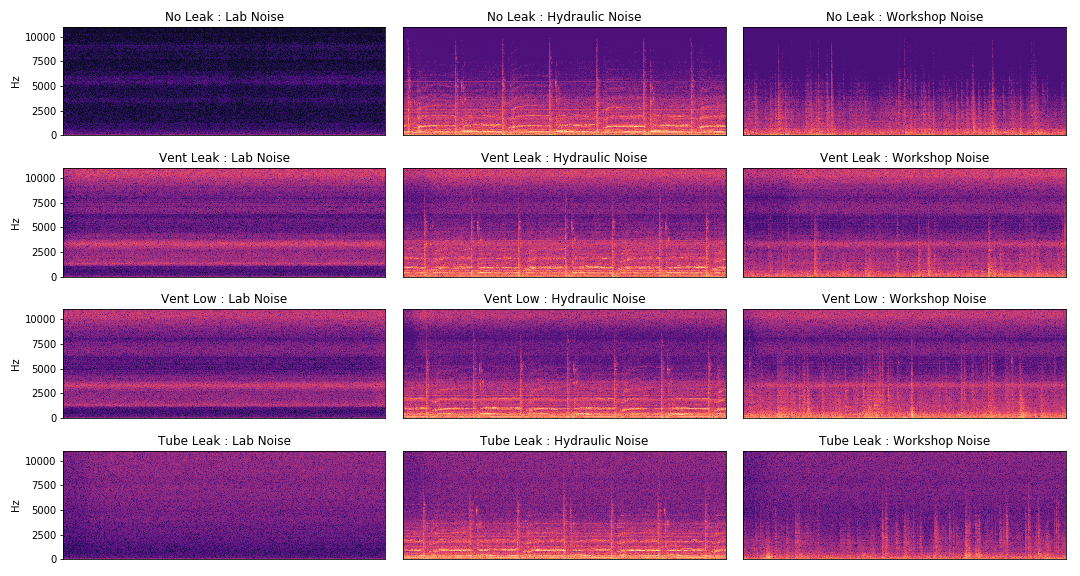 No Leak : Lab Noise
No Leak : Hydraulic Noise
No Leak : Workshop Noise
10000
7500
5000
2500
0
Hz
Vent Leak : Lab Noise
Vent Leak : Hydraulic Noise
Vent Leak : Workshop Noise
10000
7500
5000
2500
0
Hz
Vent Low : Lab Noise
Vent Low : Hydraulic Noise
Vent Low : Workshop Noise
10000
7500
5000
2500
0
Hz
Tube Leak : Lab Noise
Tube Leak : Hydraulic Noise
Tube Leak : Workshop Noise
10000
7500
5000
2500
0
Hz